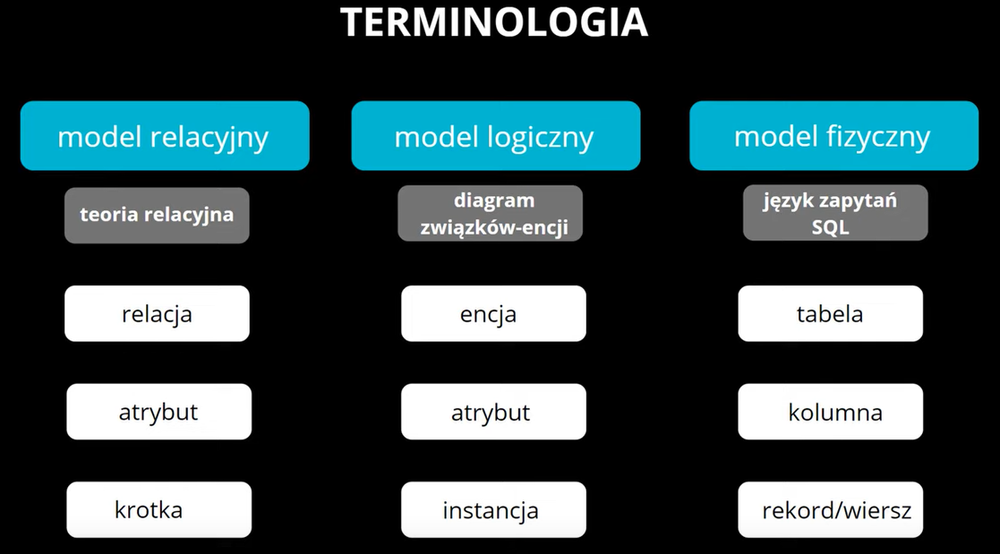 TERMINOLOGIA
model relacyjny
model logiczny
model fizyczny
teoria relacyjna
diagram
związków-encji
język zapytań
SQL
relacja
encja
tabela
atrybut
atrybut
kolumna
krotka
instancja
rekord/wiersz